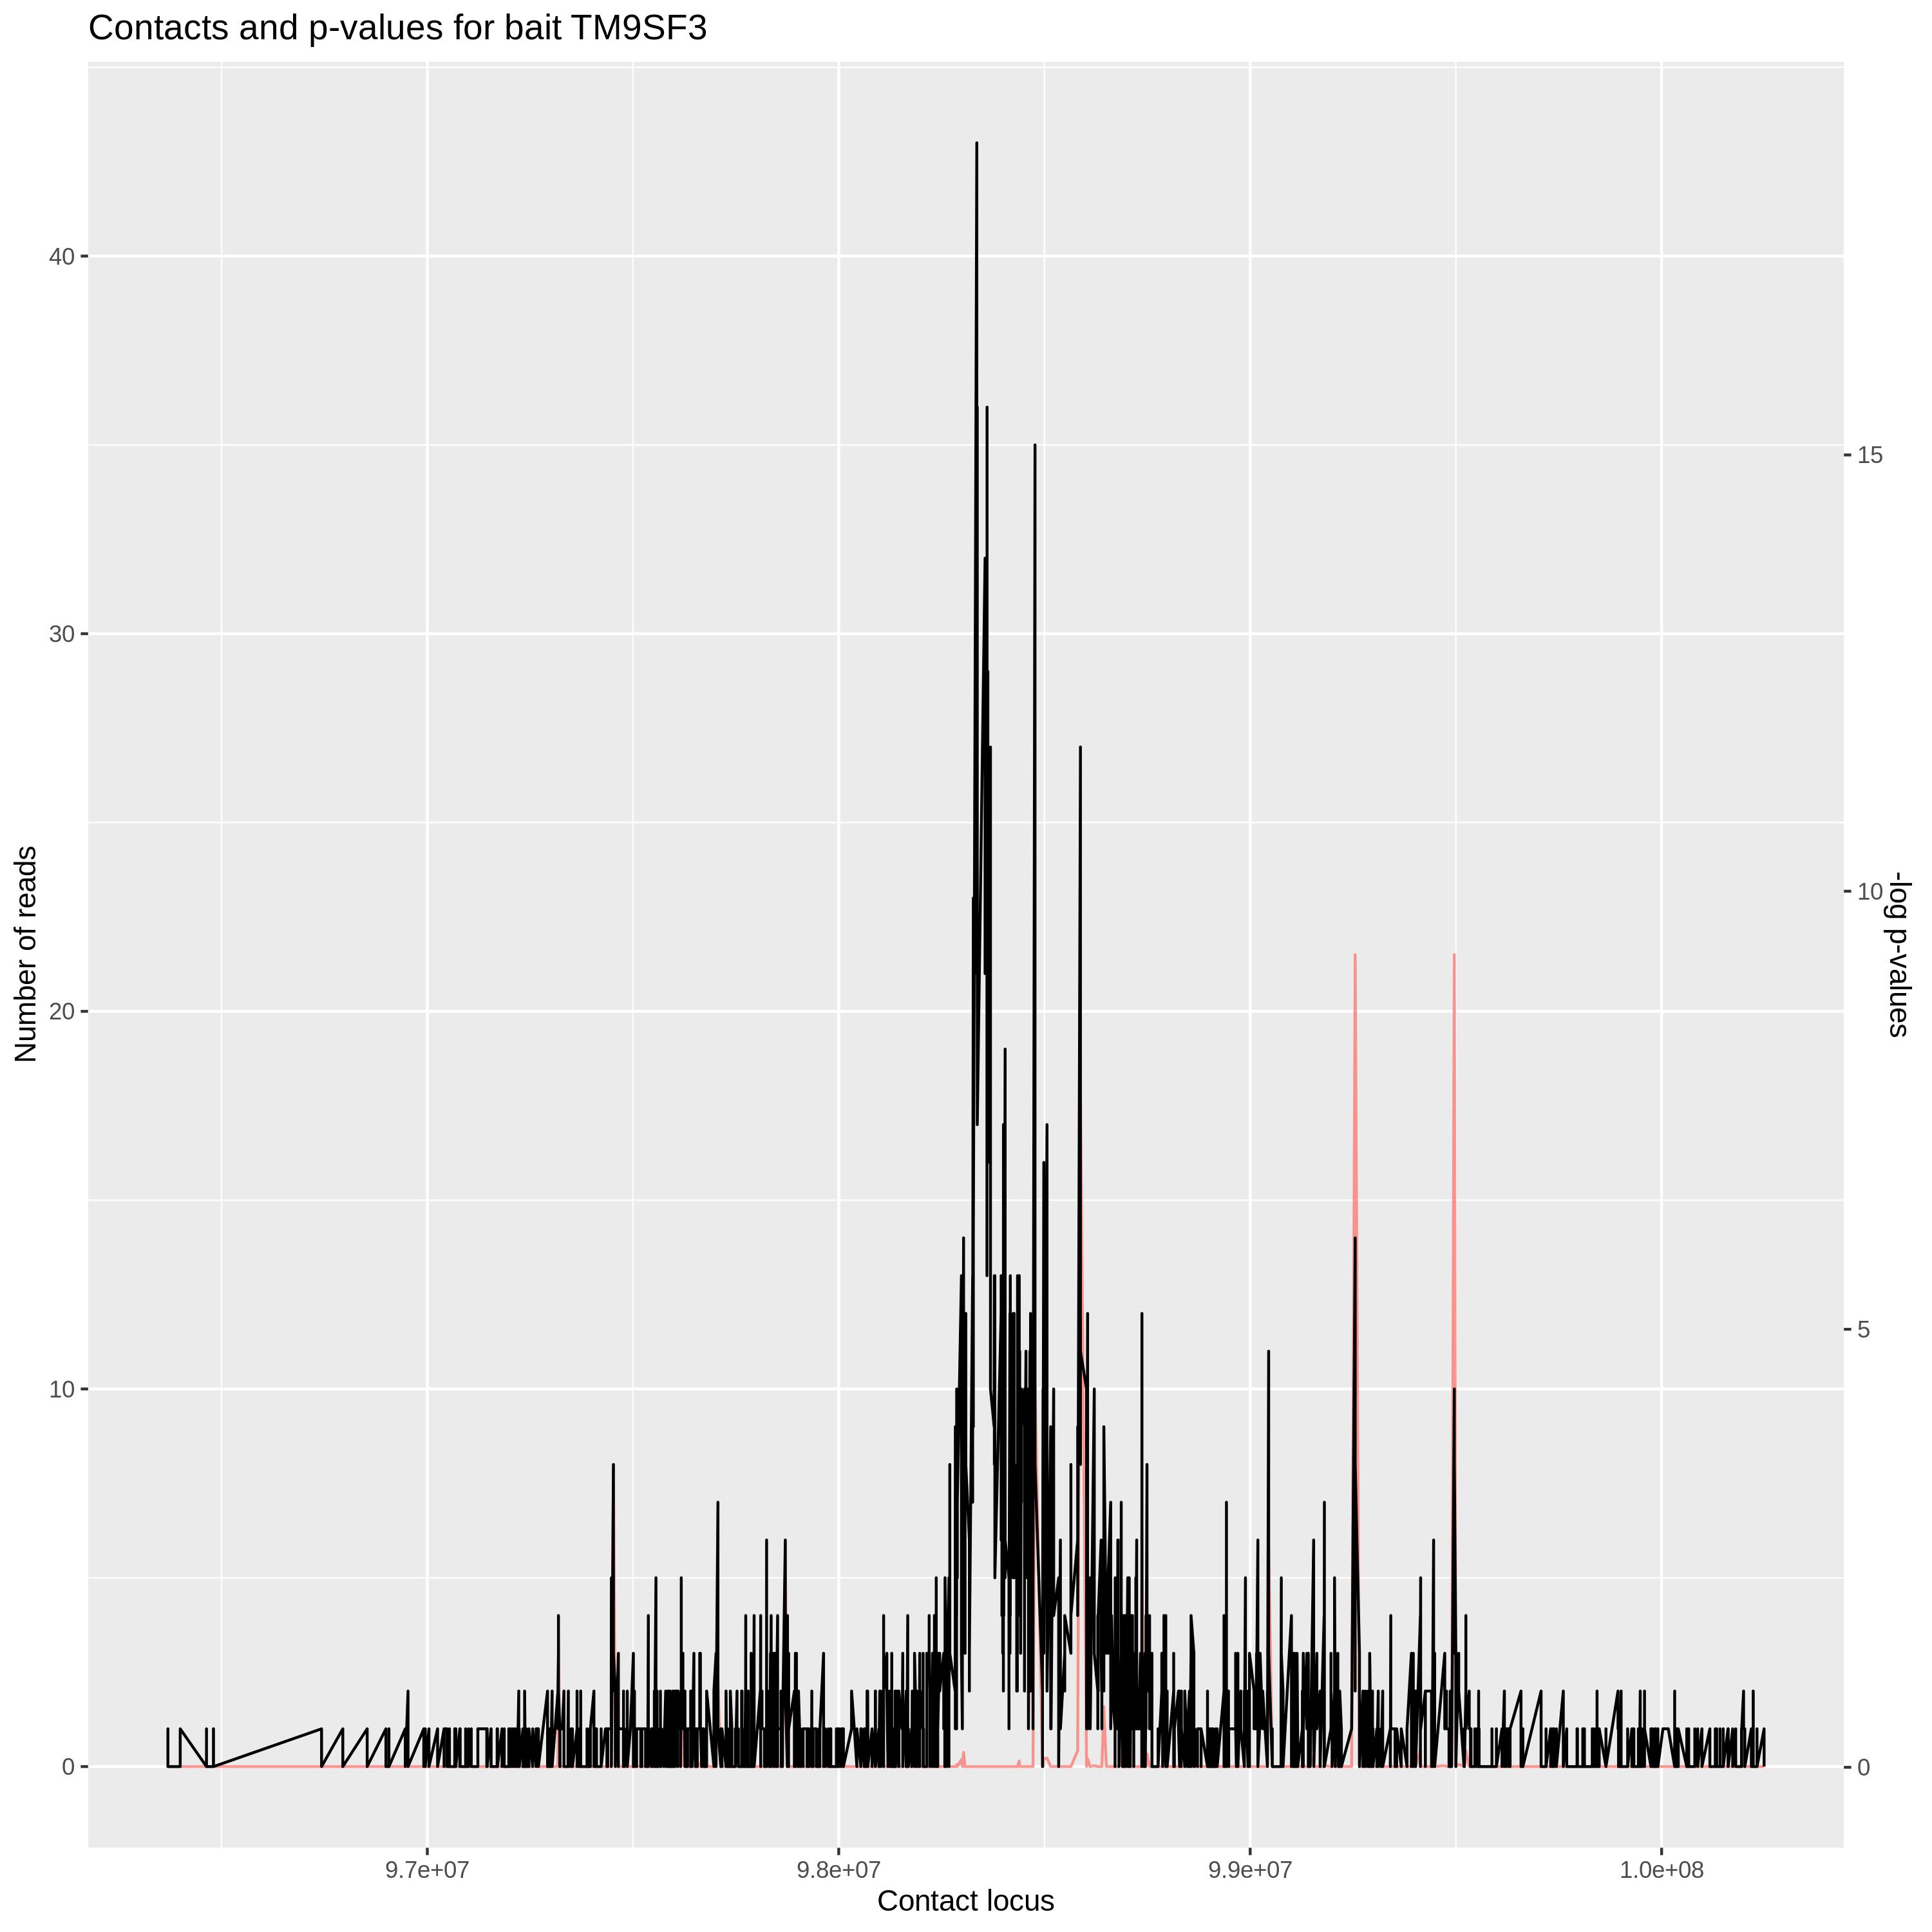 Contacts and p-values for bait TM9SF3
Number of reads
40
30
20
10
0
15
10
5
0
-log p-values
9.7e+07
9.8e+07
9.9e+07
1.0e+08
Contact locus